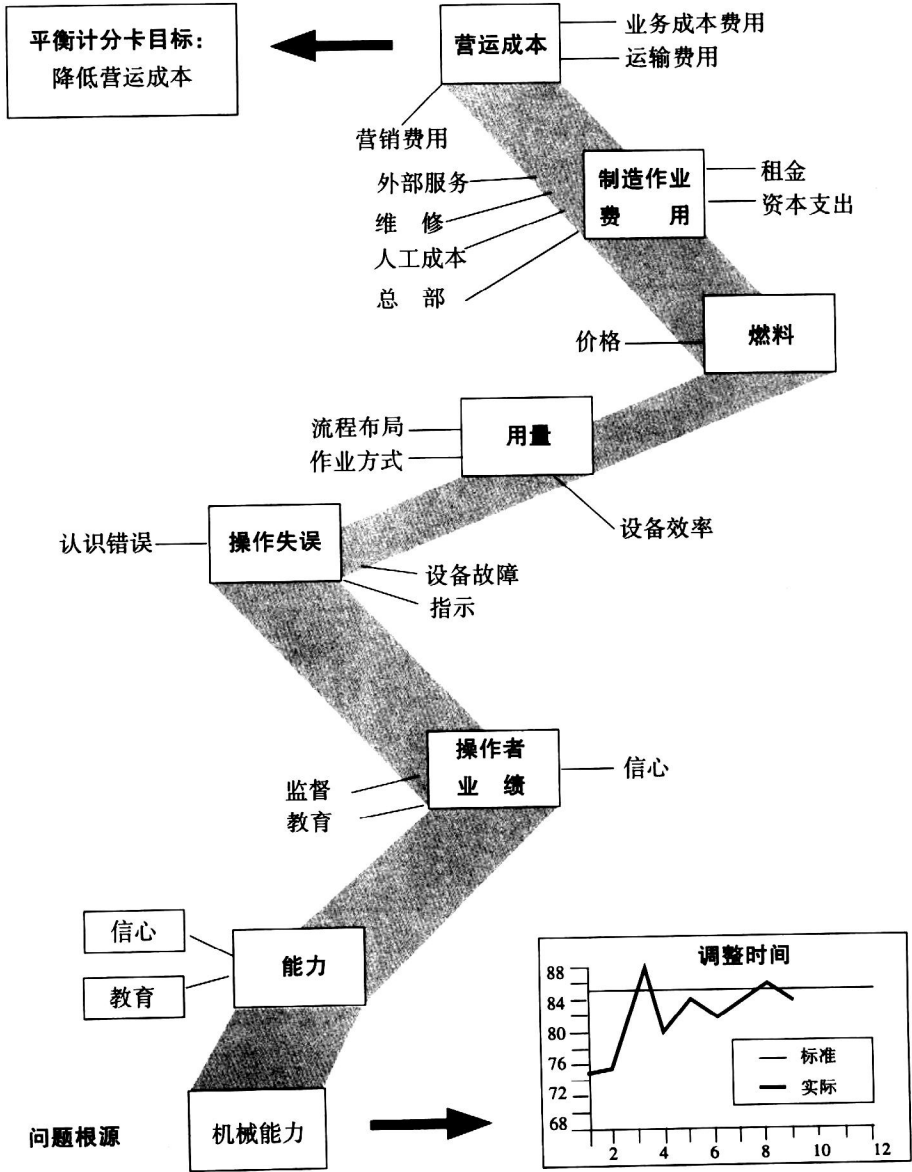 平衡计分卡目标：
降低营运成本
营运成本
业务成本费用
运输费用
营销费用
外部服务
维 修
人工成本
总 部
制造作业
费 用
租金
资本支出
价格
燃料
流程布局
作业方式
用量
设备效率
认识错误
操作失误
设备故障
指示
监督
教育
操作者
业 绩
信心
信心
教育
能力
问题根源
机械能力
调整时间
88
84
80
76
72
68
标准
实际
2 4 6 8 10 12